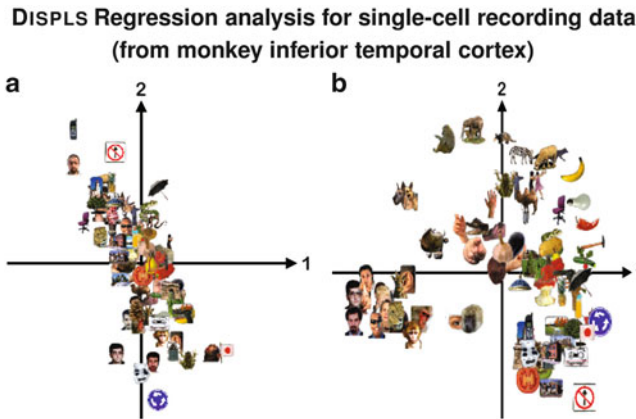 DISPLS Regression analysis for single-cell recording data
(from monkey inferior temporal cortex)
a
b
2
2
1